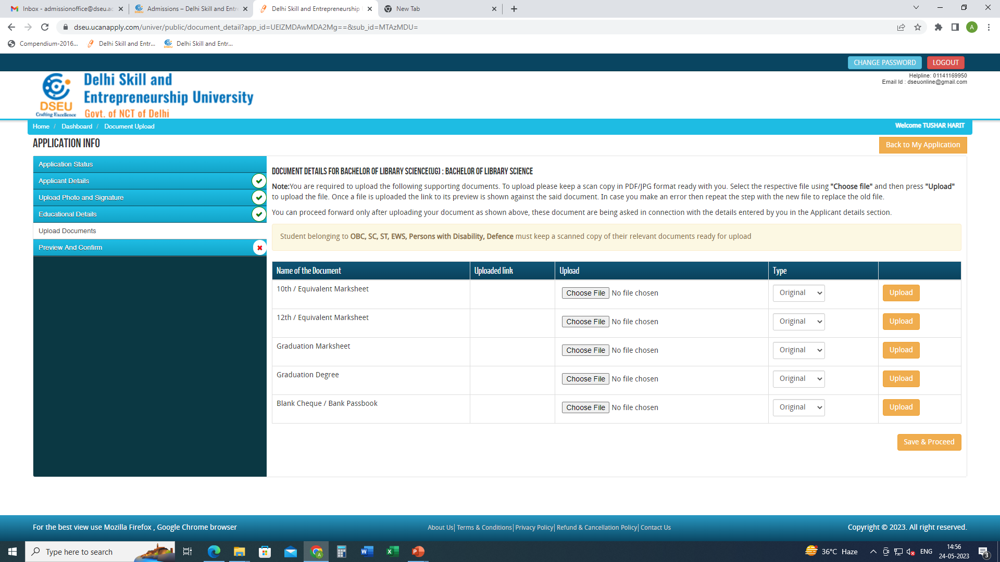 Inbox - admissionoffice@dseu.ac
Admissions – Delhi Skill and Entr
Delhi Skill and Entrepreneurship
New Tab
dseu.ucanapply.com/univer/public/document_detail?app_id=UEIZMDAwMDA2Mg==&sub_id=MTAzMDU=
A
Compendium-2016...
Delhi Skill and Entr...
Delhi Skill and Entr...
CHANGE PASSWORD
LOGOUT
Helpline: 01141169950
Email Id : dseuonline@gmail.com
DSEU
Crafting Excellence
Delhi Skill and
Entrepreneurship University
Govt. of NCT of Delhi
Home / Dashboard / Document Upload
Welcome TUSHAR HARIT
APPLICATION INFO
Back to My Application
Application Status
Applicant Details
Upload Photo and Signature
Educational Details
Upload Documents
Preview And Confirm
DOCUMENT DETAILS FOR BACHELOR OF LIBRARY SCIENCE(UG) : BACHELOR OF LIBRARY SCIENCE
Note:You are required to upload the following supporting documents. To upload please keep a scan copy in PDF/JPG format ready with you. Select the respective file using "Choose file" and then press "Upload"
to upload the file. Once a file is uploaded the link to its preview is shown against the said document. In case you make an error then repeat the step with the new file to replace the old file.
You can proceed forward only after uploading your document as shown above, these document are being asked in connection with the details entered by you in the Applicant details section.
Student belonging to OBC, SC, ST, EWS, Persons with Disability, Defence must keep a scanned copy of their relevant documents ready for upload
Name of the Document Uploaded link Upload Type
10th / Equivalent Marksheet Choose File No file chosen Original Upload
12th / Equivalent Marksheet Choose File No file chosen Original Upload
Graduation Marksheet Choose File No file chosen Original Upload
Graduation Degree Choose File No file chosen Original Upload
Blank Cheque / Bank Passbook Choose File No file chosen Original Upload
Save & Proceed
For the best view use Mozilla Firefox , Google Chrome browser
About Us| Terms & Conditions| Privacy Policy| Refund & Cancellation Policy| Contact Us
Copyright © 2023. All right reserved.
Type here to search
36°C Haze
ENG
14:56
24-05-2023
3